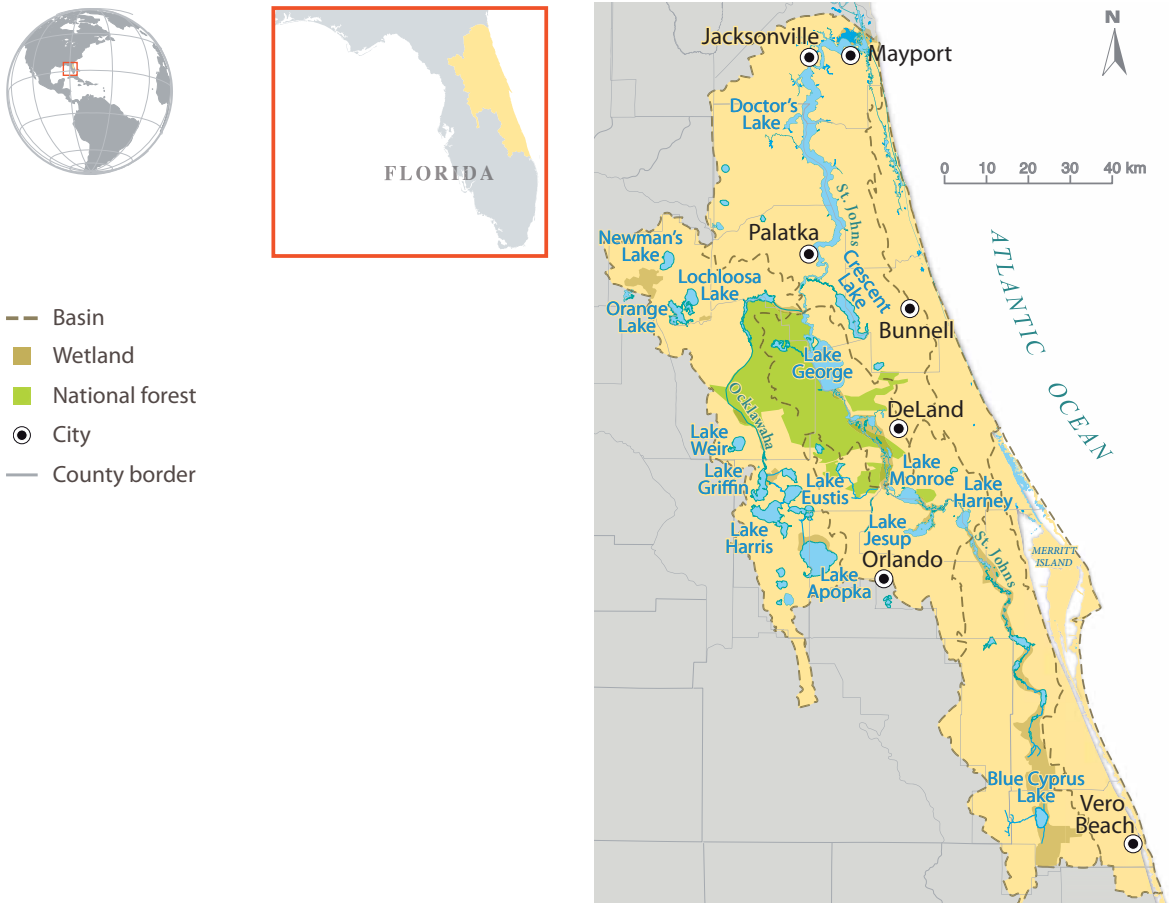 FLORIDA
Basin
Wetland
National forest
City
County border
N
0 10 20 30 40 km
Jacksonville
Mayport
Doctor's
Lake
St. Johns
Palatka
Newman's
Lake
Lochloosa
Lake
Orange
Lake
Crescent
Lake
Bunnell
Lake
George
ATLANTIC
OCEAN
Ocklawaha
DeLand
Lake
Weir
Lake
Griffin
Lake
Eustis
Lake
Monroe
Lake
Harney
Lake
Harris
Lake
Jesup
Orlando
Lake
Apopka
St. Johns
MERRITT
ISLAND
Blue Cyprus
Lake
Vero
Beach